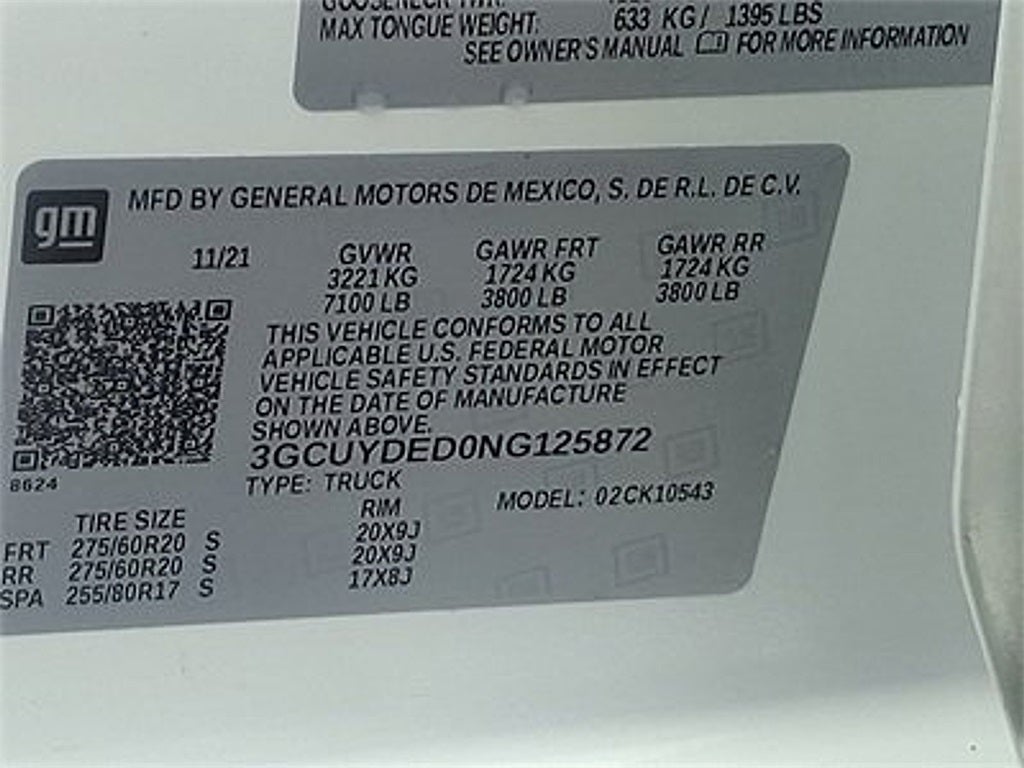 MAX TONGUE WEIGHT: 633 KG / 1395 LBS
SEE OWNER'S MANUAL FOR MORE INFORMATION
gm
MFD BY GENERAL MOTORS DE MEXICO, S. DE R.L. DE C.V.
11/21 GVWR GAWR FRT GAWR RR
3221 KG 1724 KG 1724 KG
7100 LB 3800 LB 3800 LB
THIS VEHICLE CONFORMS TO ALL
APPLICABLE U.S. FEDERAL MOTOR
VEHICLE SAFETY STANDARDS IN EFFECT
ON THE DATE OF MANUFACTURE
SHOWN ABOVE.
3GCUYDED0NG125872
8624
TYPE: TRUCK MODEL: 02CK10543
TIRE SIZE RIM
FRT 275/60R20 S 20X9J
RR 275/60R20 S 20X9J
SPA 255/80R17 S 17X8J